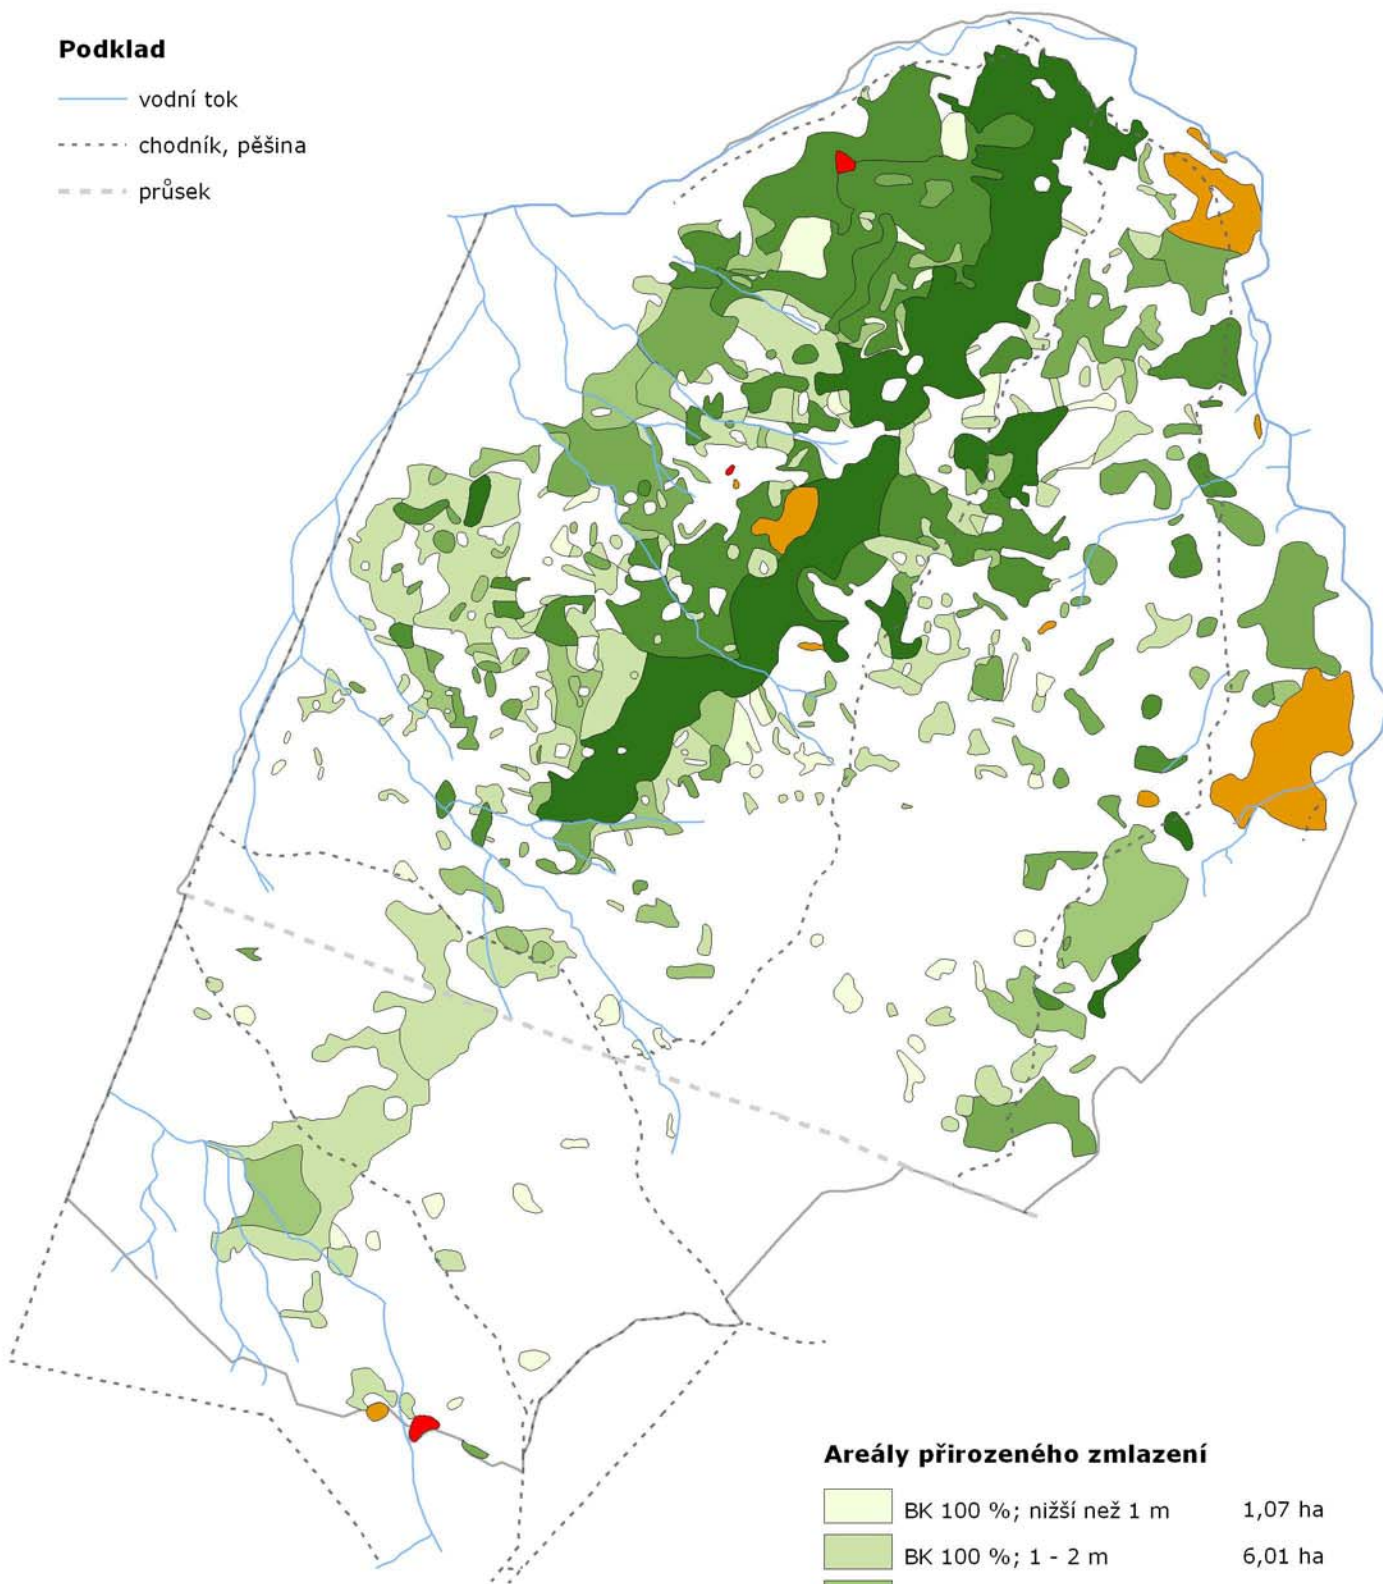 Podklad
vodní tok
chodník, pěšina
průsek
Areály přirozeného zmlazení
BK 100 %; nižší než 1 m 1,07 ha
BK 100 %; 1 - 2 m 6,01 ha